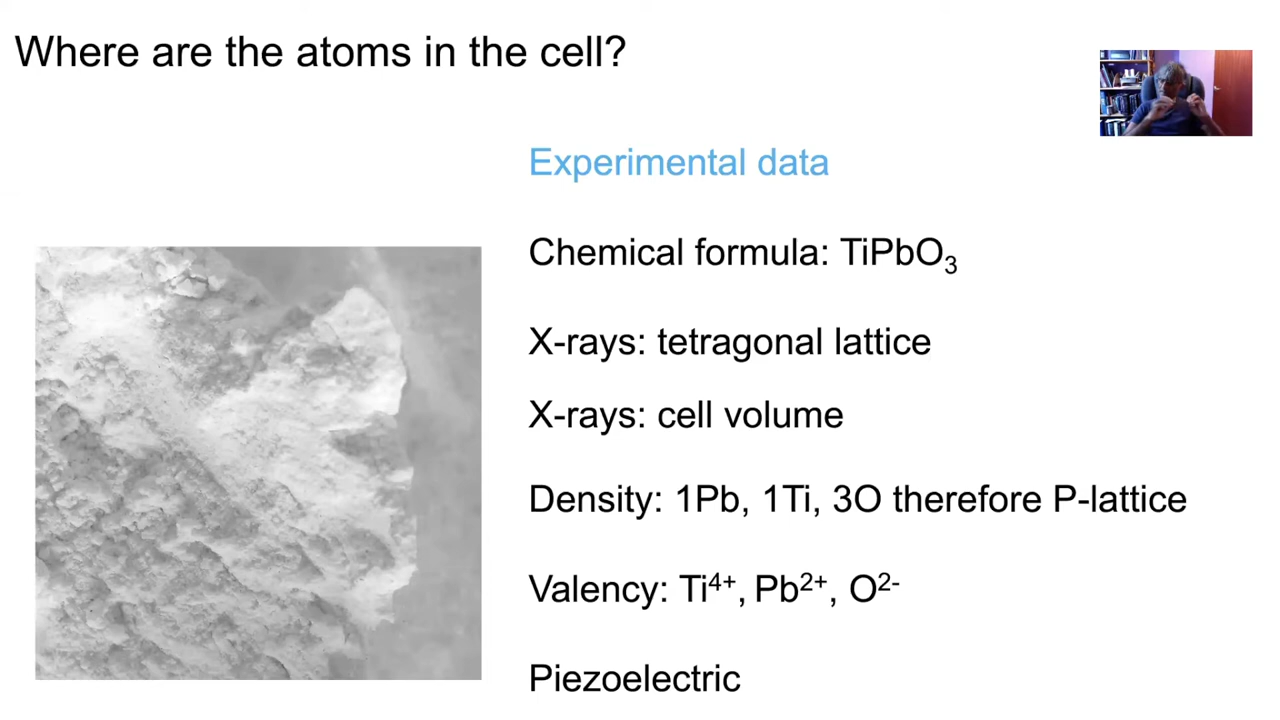 Where are the atoms in the cell?
Experimental data
Chemical formula: TiPbO₃
X-rays: tetragonal lattice
X-rays: cell volume
Density: 1Pb, 1Ti, 3O therefore P-lattice
Valency: Ti⁴⁺, Pb²⁺, O²⁻
Piezoelectric